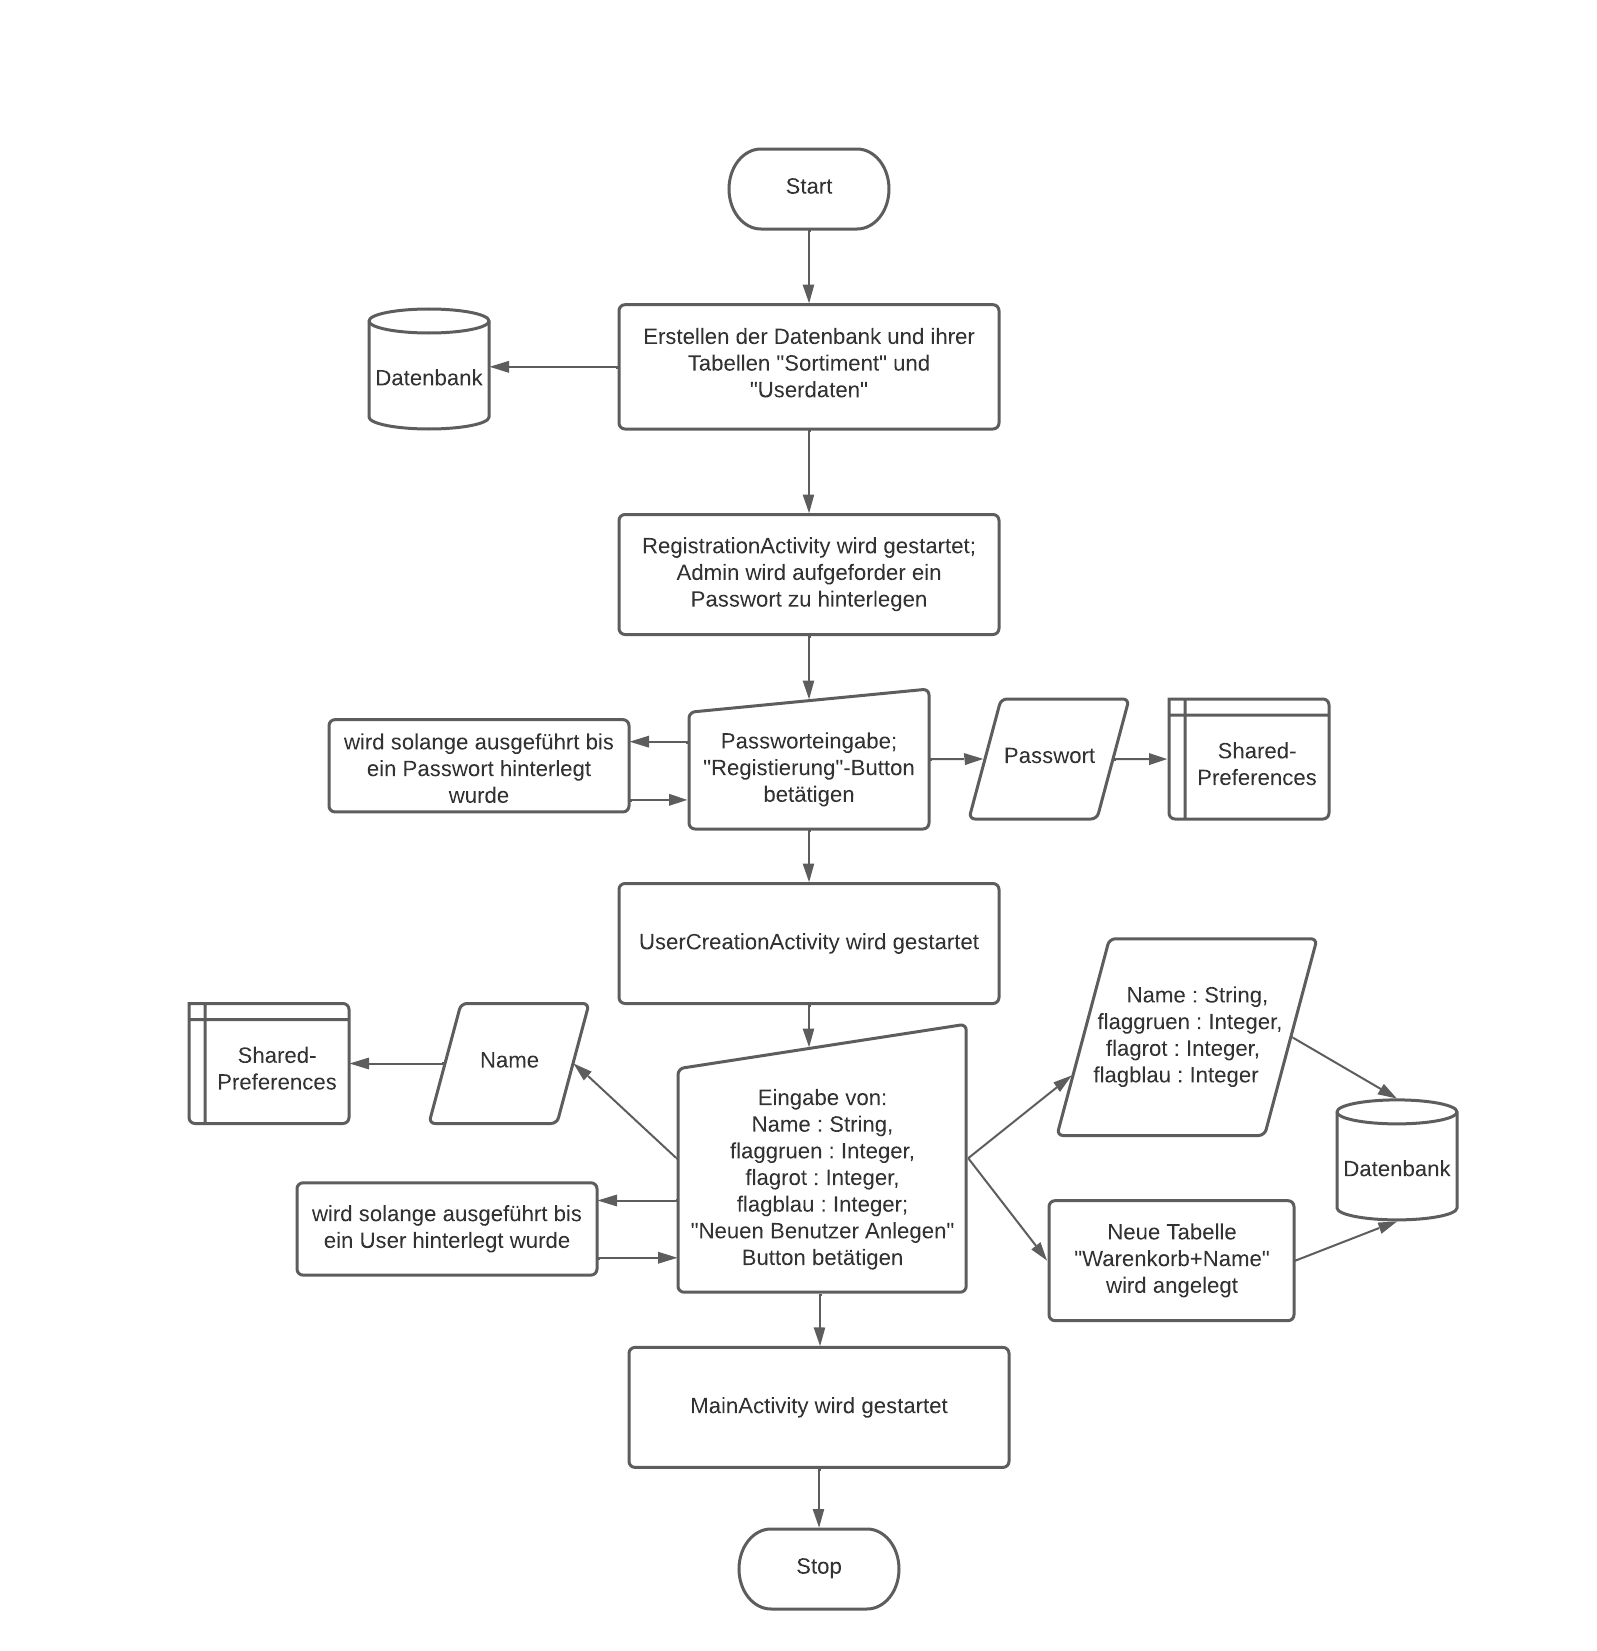 Start
Erstellen der Datenbank und ihrer
Tabellen "Sortiment" und
"Userdaten"
Datenbank
RegistrationActivity wird gestartet;
Admin wird aufgeforder ein
Passwort zu hinterlegen
wird solange ausgeführt bis
ein Passwort hinterlegt
wurde
Passworteingabe;
"Registierung"-Button
betätigen
Passwort
Shared-
Preferences
UserCreationActivity wird gestartet
Shared-
Preferences
Name
Name : String,
flaggruen : Integer,
flagrot : Integer,
flagblau : Integer
Eingabe von:
Name : String,
flaggruen : Integer,
flagrot : Integer,
flagblau : Integer;
"Neuen Benutzer Anlegen"
Button betätigen
Datenbank
wird solange ausgeführt bis
ein User hinterlegt wurde
Neue Tabelle
"Warenkorb+Name"
wird angelegt
MainActivity wird gestartet
Stop